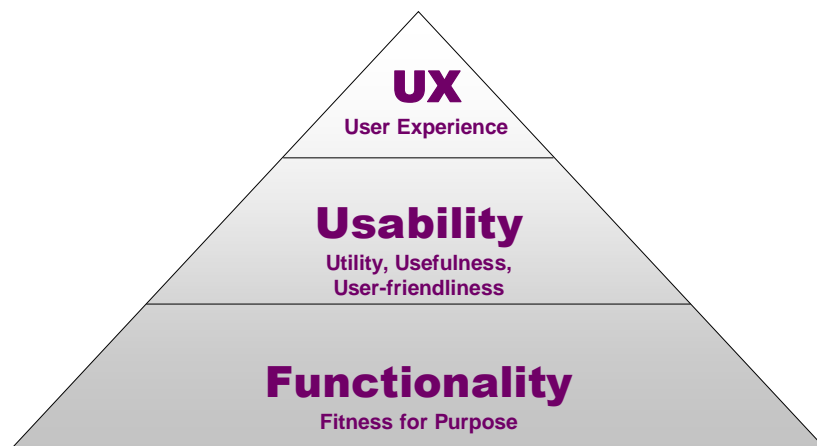 UX
User Experience
Usability
Utility, Usefulness,
User-friendliness
Functionality
Fitness for Purpose